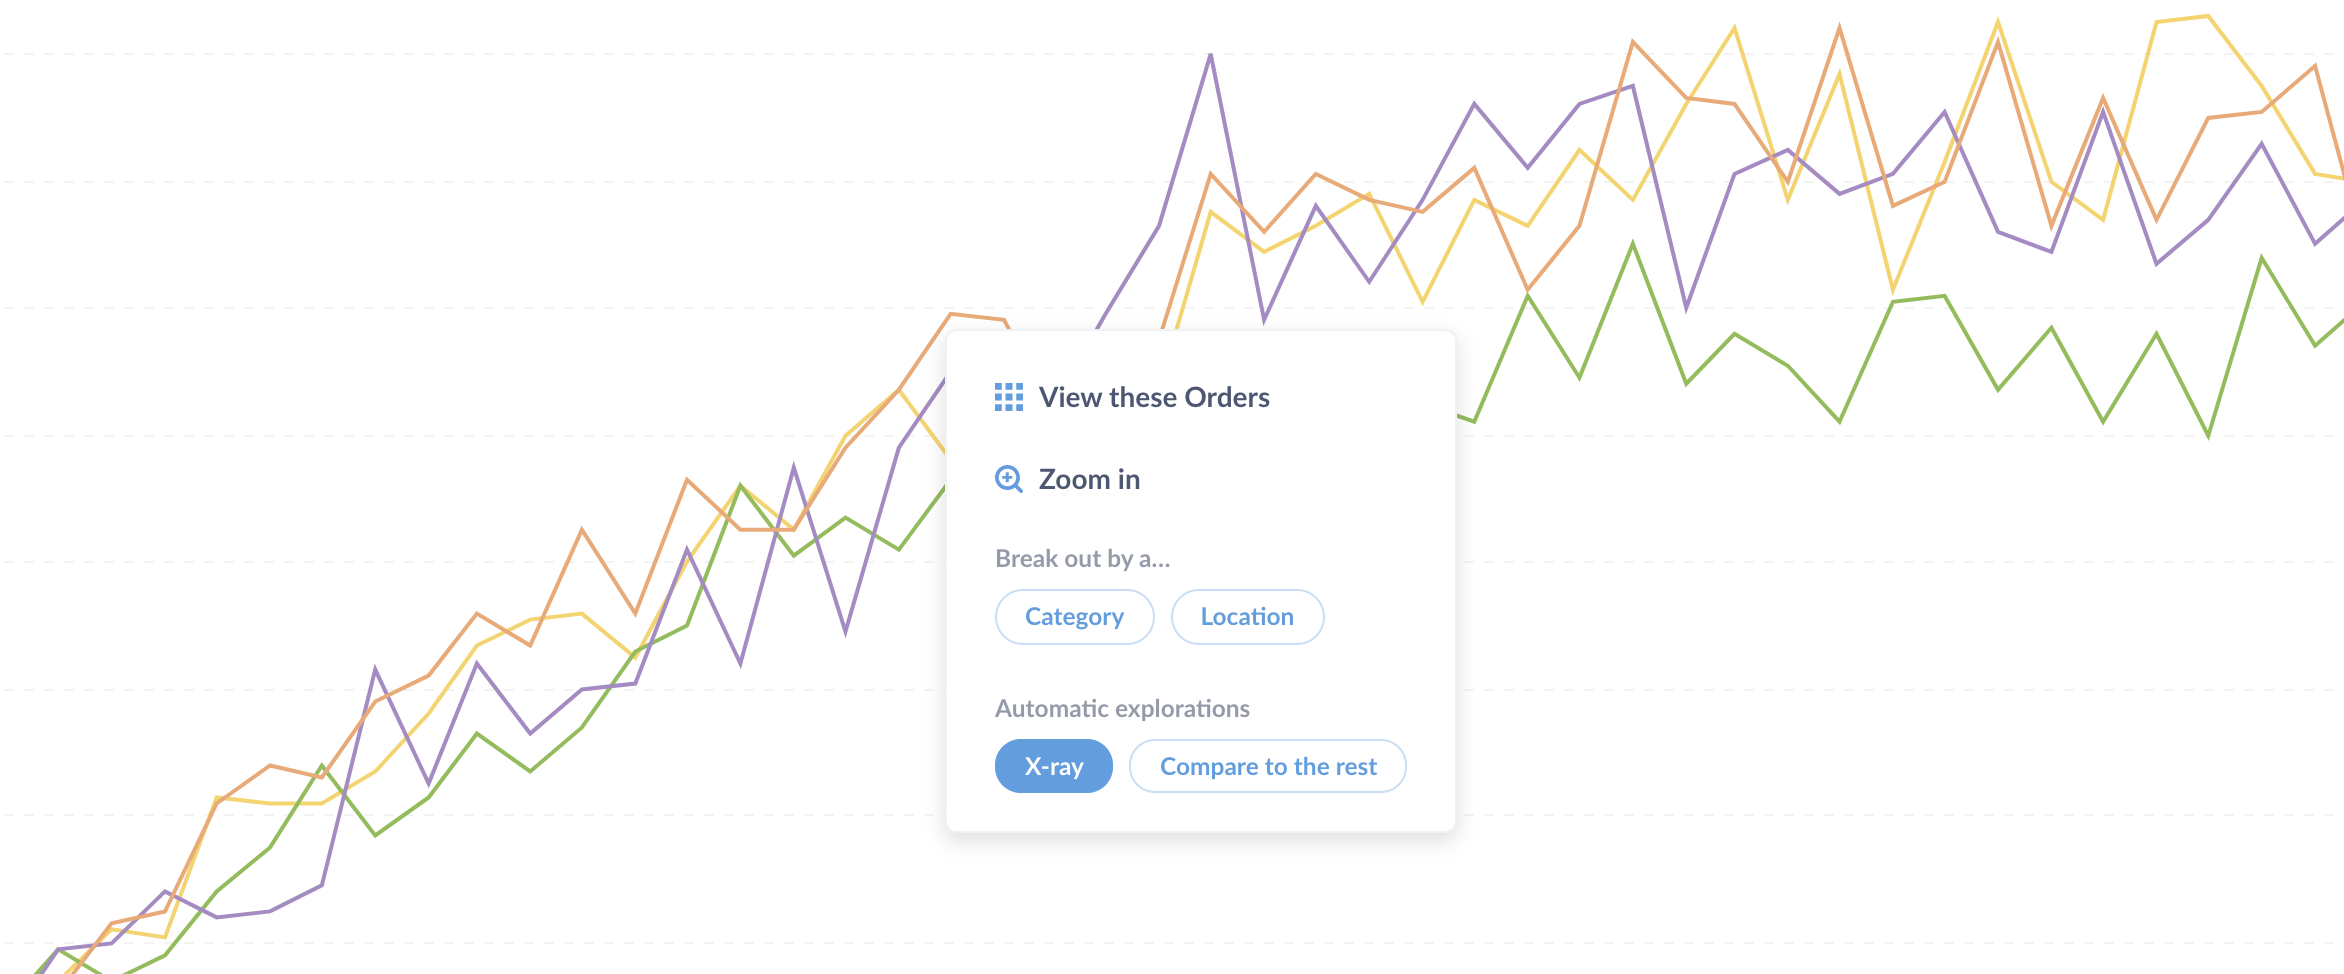 View these Orders
Zoom in
Break out by a...
Category Location
Automatic explorations
X-ray Compare to the rest